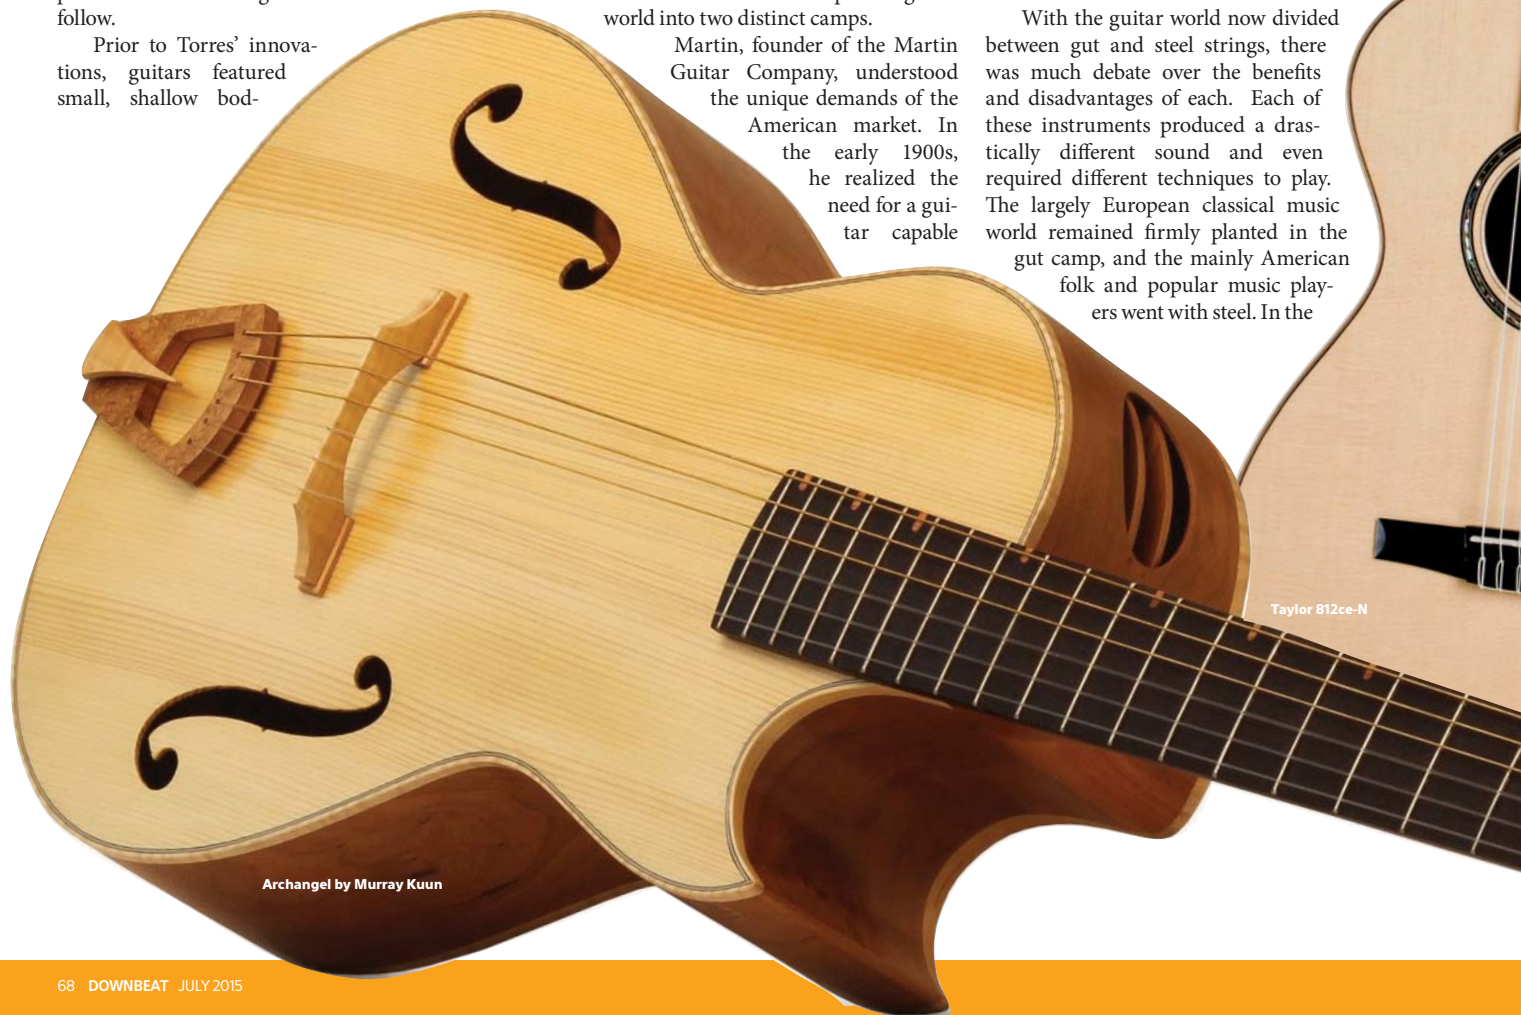 follow.
Prior to Torres’ innova-
tions, guitars featured
small, shallow bod-
world into two distinct camps.
Martin, founder of the Martin
Guitar Company, understood
the unique demands of the
American market. In
the early 1900s,
he realized the
need for a gui-
tar capable
With the guitar world now divided
between gut and steel strings, there
was much debate over the benefits
and disadvantages of each. Each of
these instruments produced a dras-
tically different sound and even
required different techniques to play.
The largely European classical music
world remained firmly planted in the
gut camp, and the mainly American
folk and popular music play-
ers went with steel. In the
Taylor 812ce-N
Archangel by Murray Kuun
68 DOWNBEAT JULY 2015